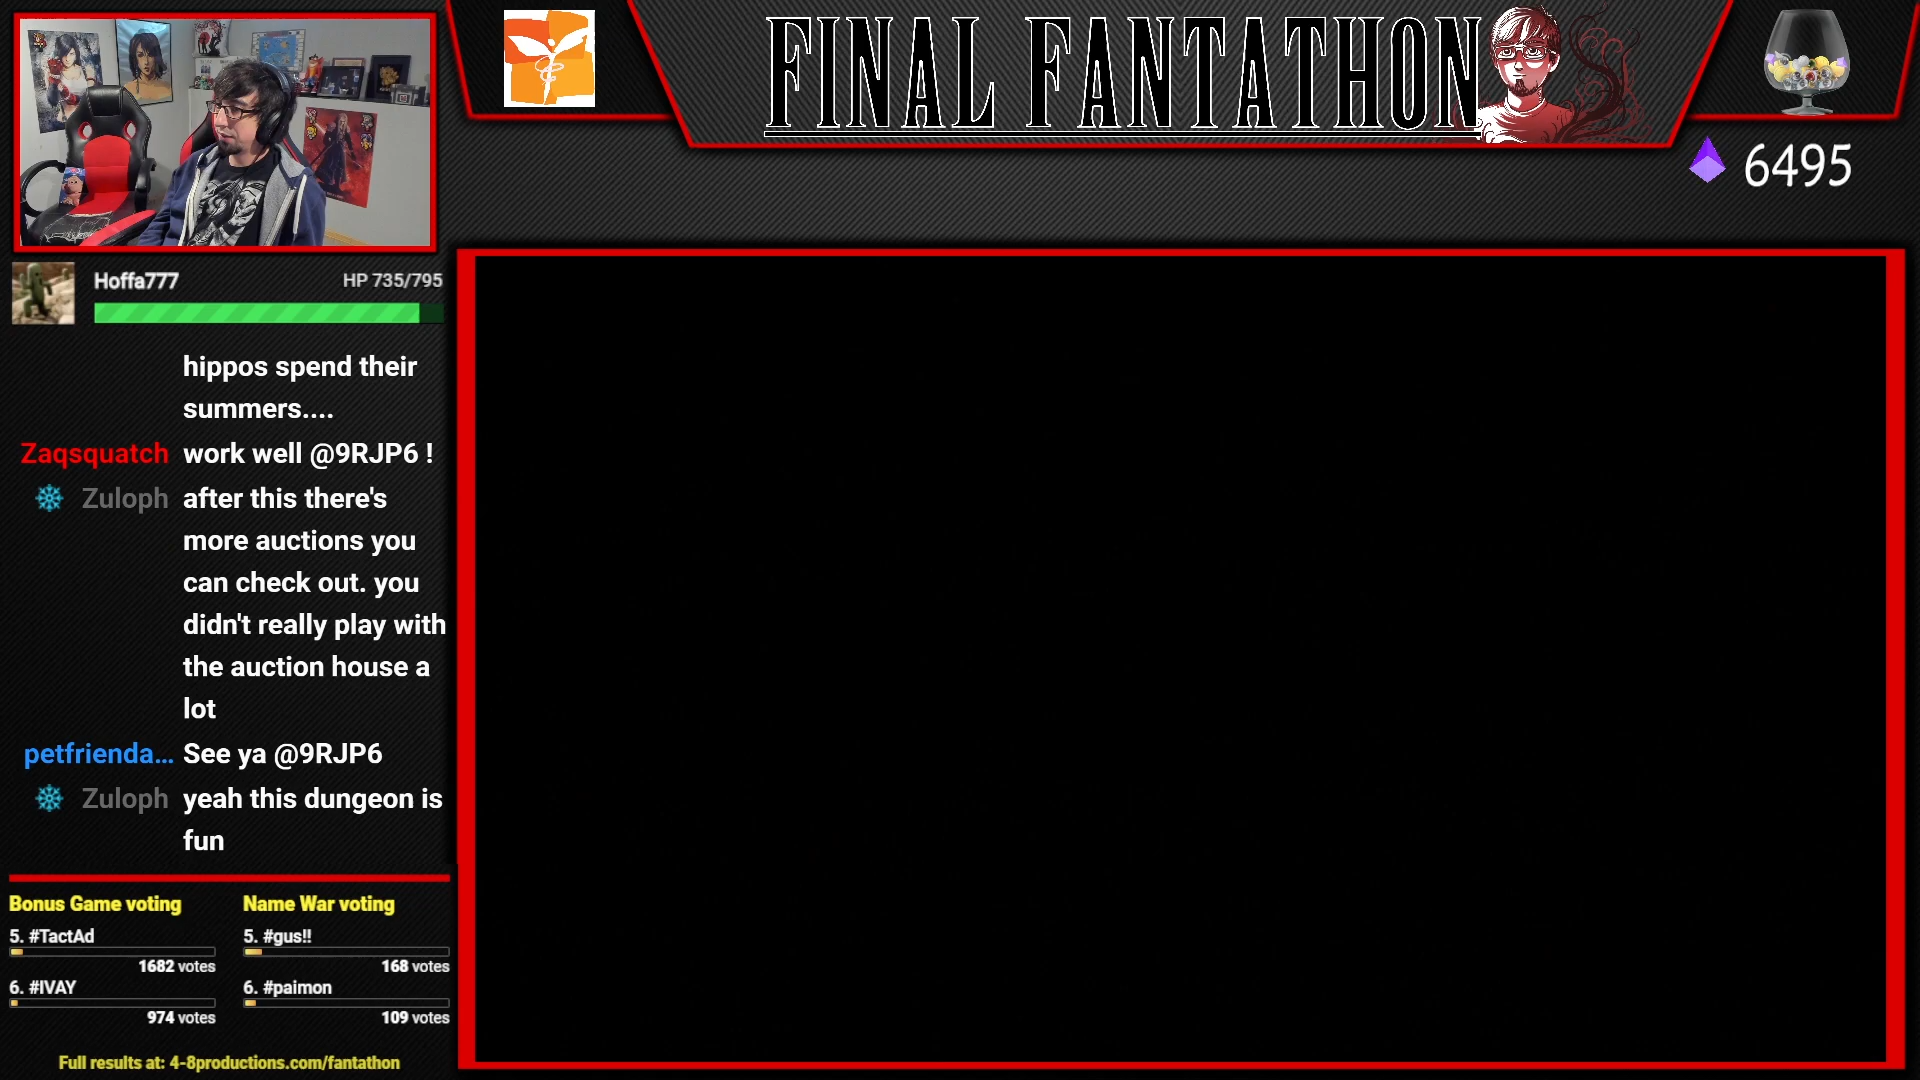 FINAL FANTATHON
6495
Hoffa777 HP 735/795
hippos spend their
summers....
Zaqsquatch work well @9RJP6 !
Zuloph after this there's
more auctions you
can check out. you
didn't really play with
the auction house a
lot
petfrienda... See ya @9RJP6
Zuloph yeah this dungeon is
fun
Bonus Game voting
5. #TactAd
1682 votes
6. #IVAY
974 votes
Name War voting
5. #gus!!
168 votes
6. #paimon
109 votes
Full results at: 4-8productions.com/fantathon